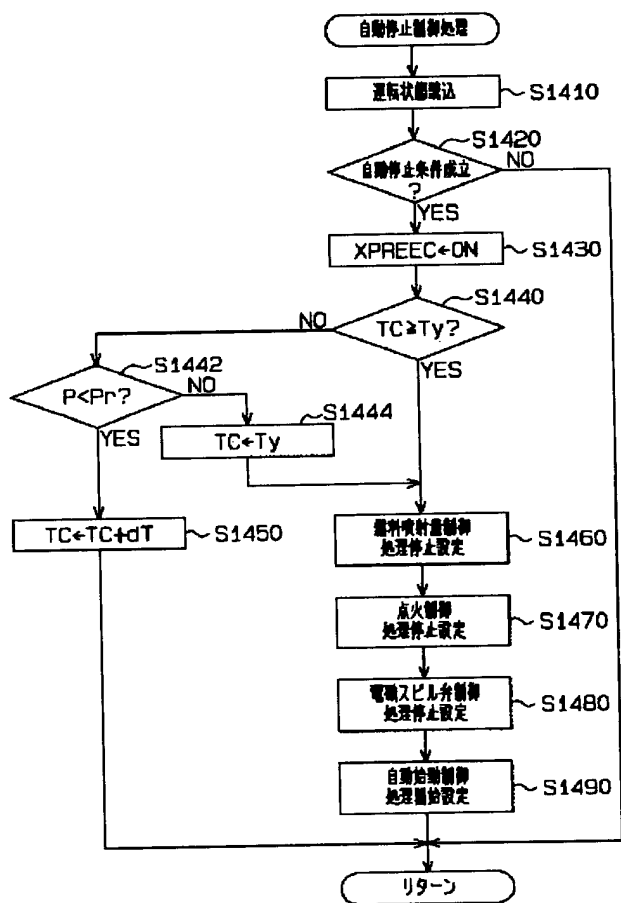 自動停止制御処理
運転状態読込
S1410
S1420
自動停止条件成立
?
NO
YES
XPREEC←ON
S1430
S1440
TC≧Ty?
NO
YES
S1442
P<Pr?
NO
YES
S1444
TC←Ty
TC←TC+dT
S1450
燃料噴射量制御
処理停止設定
S1460
点火制御
処理停止設定
S1470
電磁スピル弁制御
処理停止設定
S1480
自動始動制御
処理開始設定
S1490
リターン